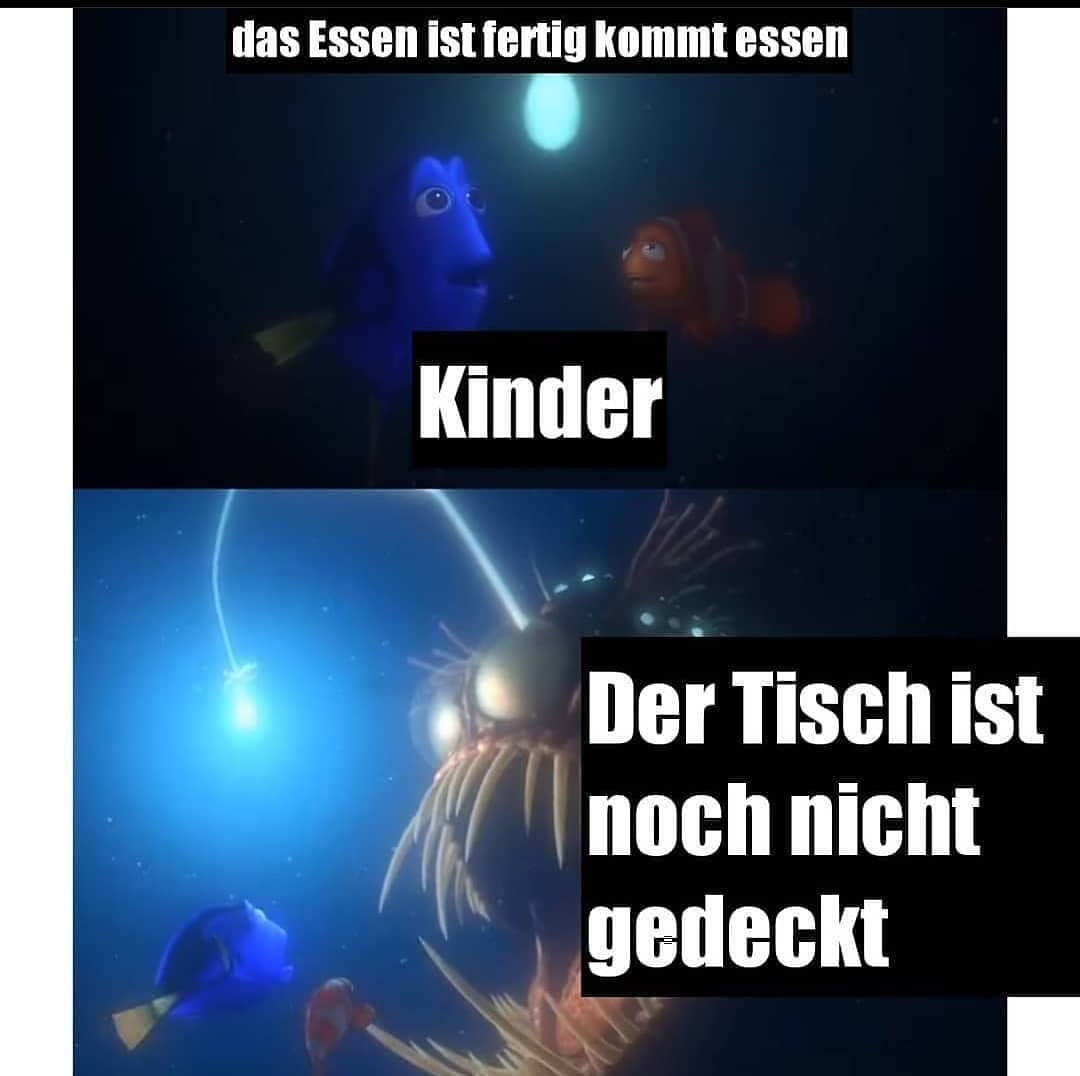 das Essen ist fertig kommt essen
Kinder
Der Tisch ist
noch nicht
gedeckt